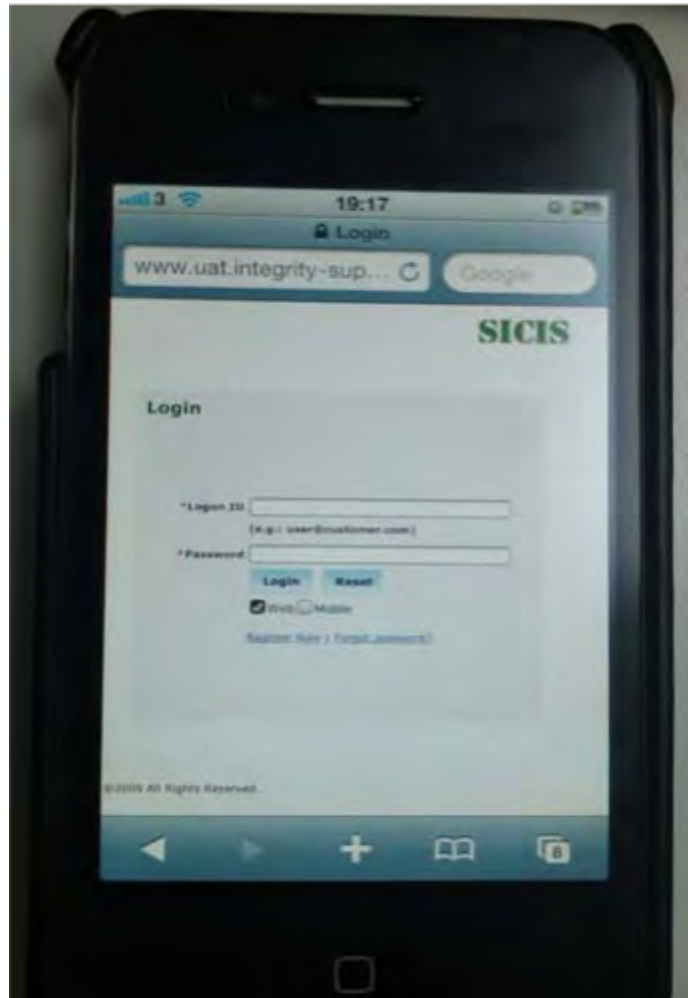 3 19:17
Login
www.uat.integrity-sup... Google
SICIS
Login
*Logon ID
(e.g.: user@customer.com)
*Password
Login Reset
Web Mobile
Register Now | Forgot password?
©2009 All Rights Reserved.
8